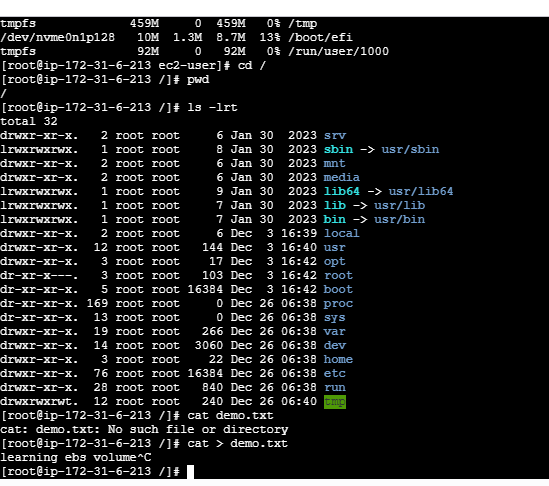 tmpfs 459M 0 459M 0% /tmp
/dev/nvme0n1p128 10M 1.3M 8.7M 13% /boot/efi
tmpfs 92M 0 92M 0% /run/user/1000
[root@ip-172-31-6-213 ec2-user]# cd /
[root@ip-172-31-6-213 /]# pwd
/
[root@ip-172-31-6-213 /]# ls -lrt
total 32
drwxr-xr-x. 2 root root 6 Jan 30 2023 srv
lrwxrwxrwx. 1 root root 8 Jan 30 2023 sbin -> usr/sbin
drwxr-xr-x. 2 root root 6 Jan 30 2023 mnt
drwxr-xr-x. 2 root root 6 Jan 30 2023 media
lrwxrwxrwx. 1 root root 9 Jan 30 2023 lib64 -> usr/lib64
lrwxrwxrwx. 1 root root 7 Jan 30 2023 lib -> usr/lib
lrwxrwxrwx. 1 root root 7 Jan 30 2023 bin -> usr/bin
drwxr-xr-x. 2 root root 6 Dec 3 16:39 local
drwxr-xr-x. 12 root root 144 Dec 3 16:40 usr
drwxr-xr-x. 3 root root 17 Dec 3 16:42 opt
dr-xr-x---. 3 root root 103 Dec 3 16:42 root
dr-xr-xr-x. 5 root root 16384 Dec 3 16:42 boot
dr-xr-xr-x. 169 root root 0 Dec 26 06:38 proc
dr-xr-xr-x. 13 root root 0 Dec 26 06:38 sys
drwxr-xr-x. 19 root root 266 Dec 26 06:38 var
drwxr-xr-x. 14 root root 3060 Dec 26 06:38 dev
drwxr-xr-x. 3 root root 22 Dec 26 06:38 home
drwxr-xr-x. 76 root root 16384 Dec 26 06:38 etc
drwxr-xr-x. 28 root root 840 Dec 26 06:38 run
drwxrwxrwt. 12 root root 240 Dec 26 06:40 tmp
[root@ip-172-31-6-213 /]# cat demo.txt
cat: demo.txt: No such file or directory
[root@ip-172-31-6-213 /]# cat > demo.txt
learning ebs volume^C
[root@ip-172-31-6-213 /]#